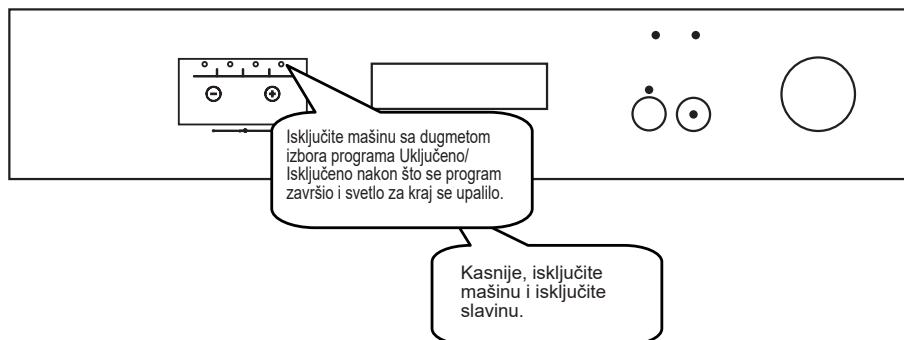 Isključite mašinu sa dugmetom
izbora programa Uključeno/
Isključeno nakon što se program
završio i svetlo za kraj se upalilo.
Kasnije, isključite
mašinu i isključite
slavinu.